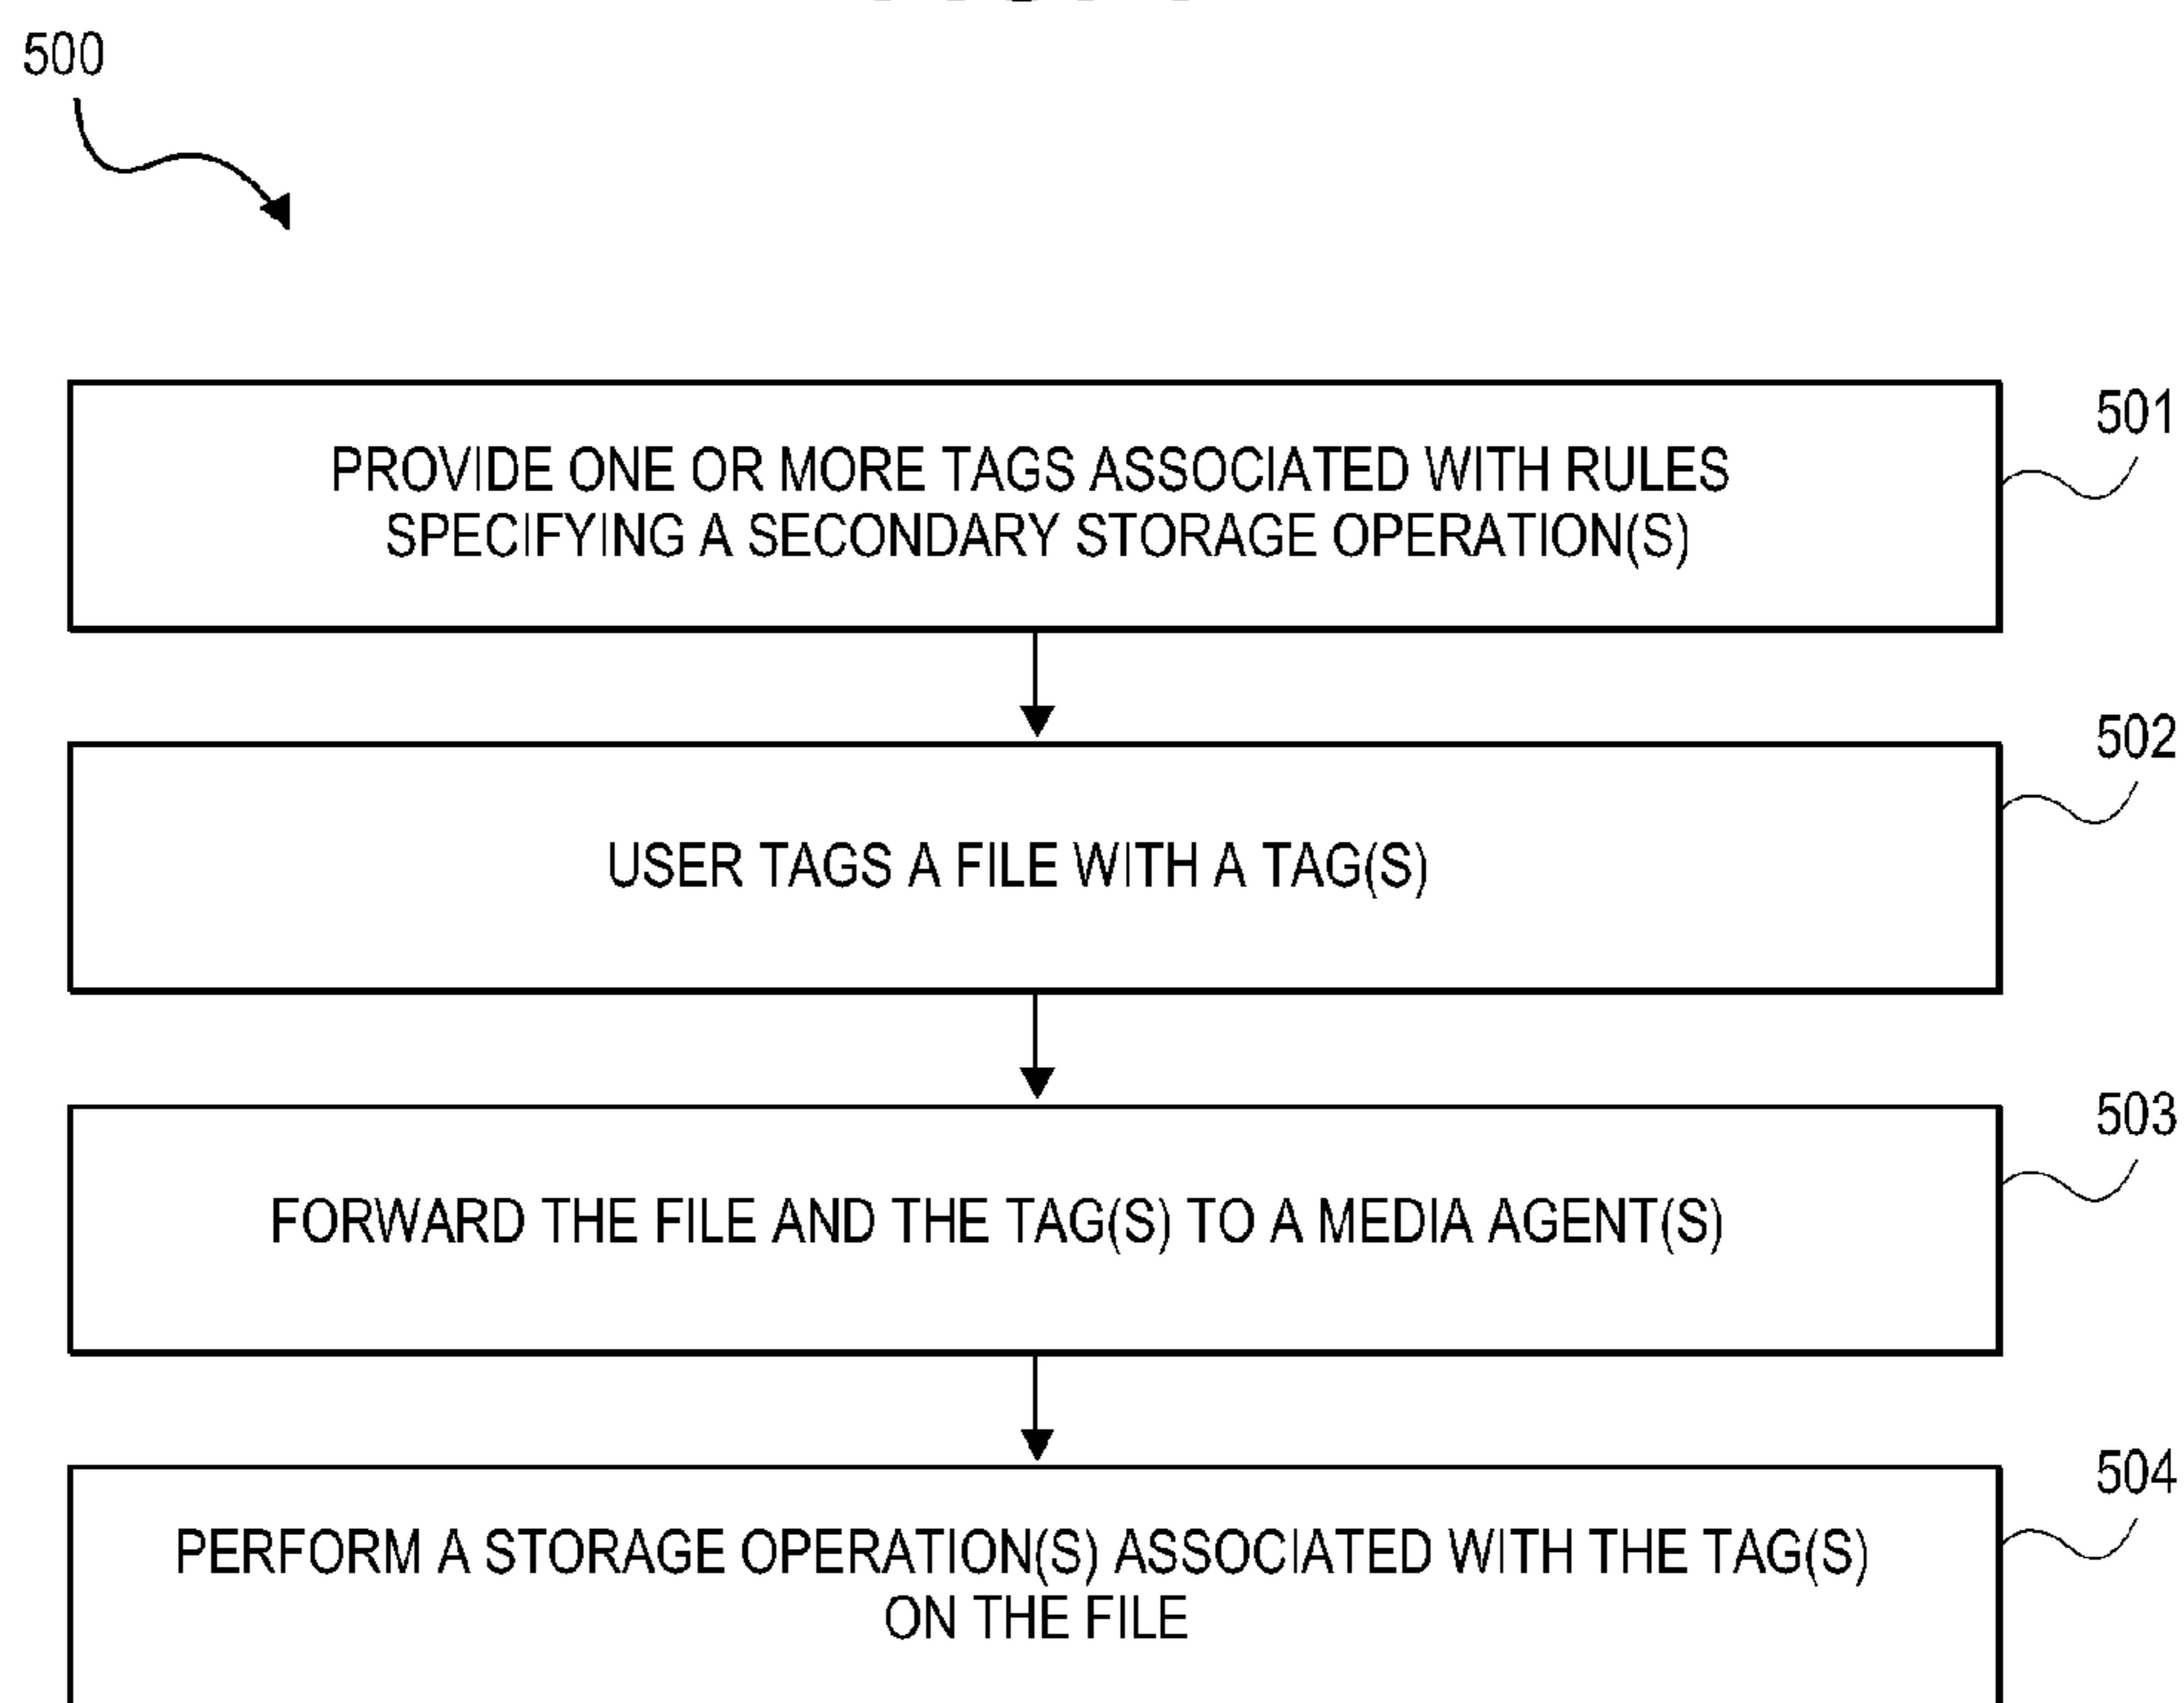 500
PROVIDE ONE OR MORE TAGS ASSOCIATED WITH RULES
SPECIFYING A SECONDARY STORAGE OPERATION(S)
501
USER TAGS A FILE WITH A TAG(S)
502
FORWARD THE FILE AND THE TAG(S) TO A MEDIA AGENT(S)
503
PERFORM A STORAGE OPERATION(S) ASSOCIATED WITH THE TAG(S)
ON THE FILE
504